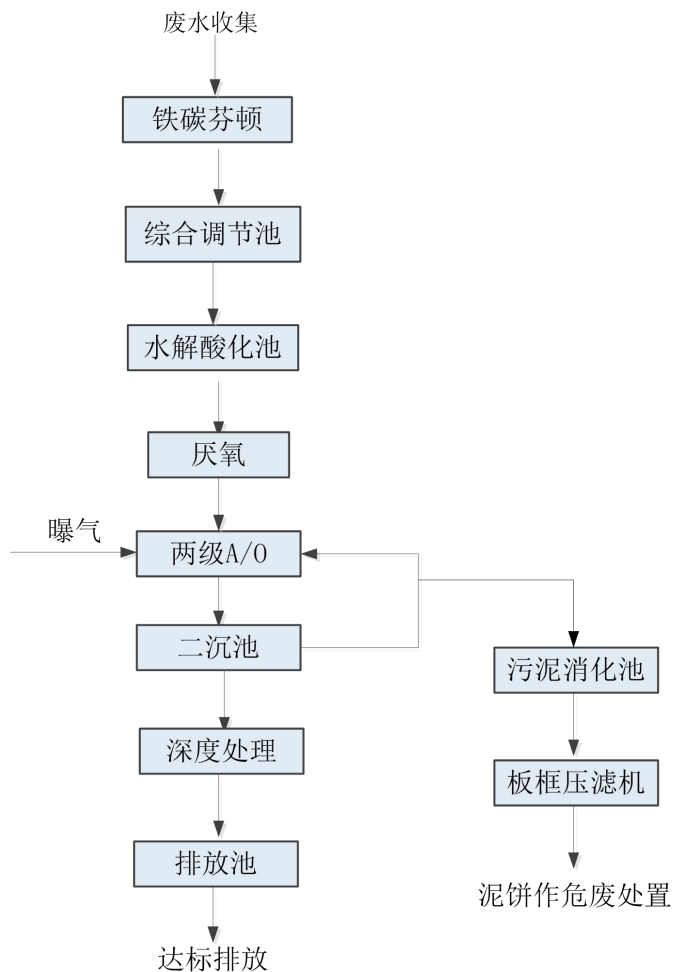 废水收集
铁碳芬顿
综合调节池
水解酸化池
厌氧
曝气
两级A/O
二沉池
污泥消化池
深度处理
板框压滤机
排放池
泥饼作危废处置
达标排放